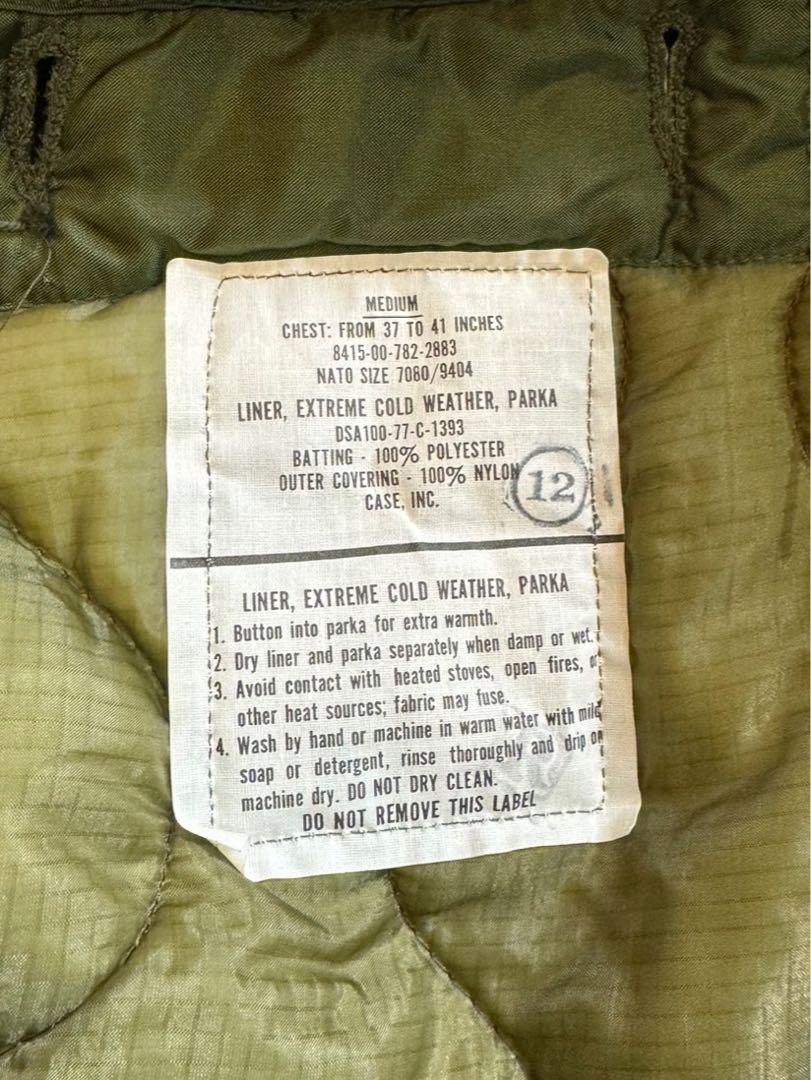 MEDIUM
CHEST: FROM 37 TO 41 INCHES
8415-00-782-2883
NATO SIZE 7080/9404
LINER, EXTREME COLD WEATHER, PARKA
DSA100-77-C-1393
BATTING - 100% POLYESTER
OUTER COVERING - 100% NYLON
CASE, INC.
12
LINER, EXTREME COLD WEATHER, PARKA
1. Button into parka for extra warmth.
2. Dry liner and parka separately when damp or wet.
3. Avoid contact with heated stoves, open fires, or
other heat sources; fabric may fuse.
4. Wash by hand or machine in warm water with mild
soap or detergent, rinse thoroughly and drip or
machine dry. DO NOT DRY CLEAN.
DO NOT REMOVE THIS LABEL